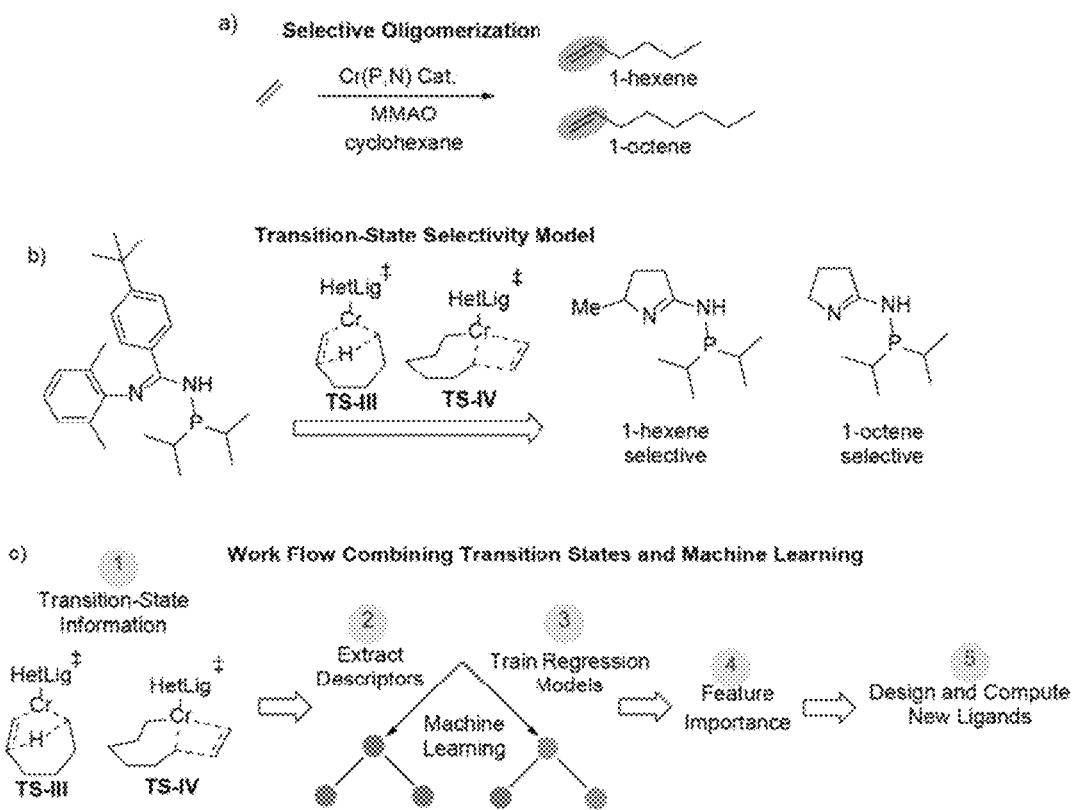 a)
Selective Oligomerization
Cr(P,N) Cat.
MMAO
cyclohexane
1-hexene
1-octene
b)
Transition-State Selectivity Model
N
NH
P
HetLig
‡
Cr
H
TS-III
HetLig
‡
Cr
TS-IV
Me
N
NH
P
1-hexene
selective
N
NH
P
1-octene
selective
c)
Work Flow Combining Transition States and Machine Learning
1
Transition-State
Information
HetLig
‡
Cr
H
TS-III
HetLig
‡
Cr
TS-IV
2
Extract
Descriptors
3
Train Regression
Models
Machine
Learning
4
Feature
Importance
5
Design and Compute
New Ligands